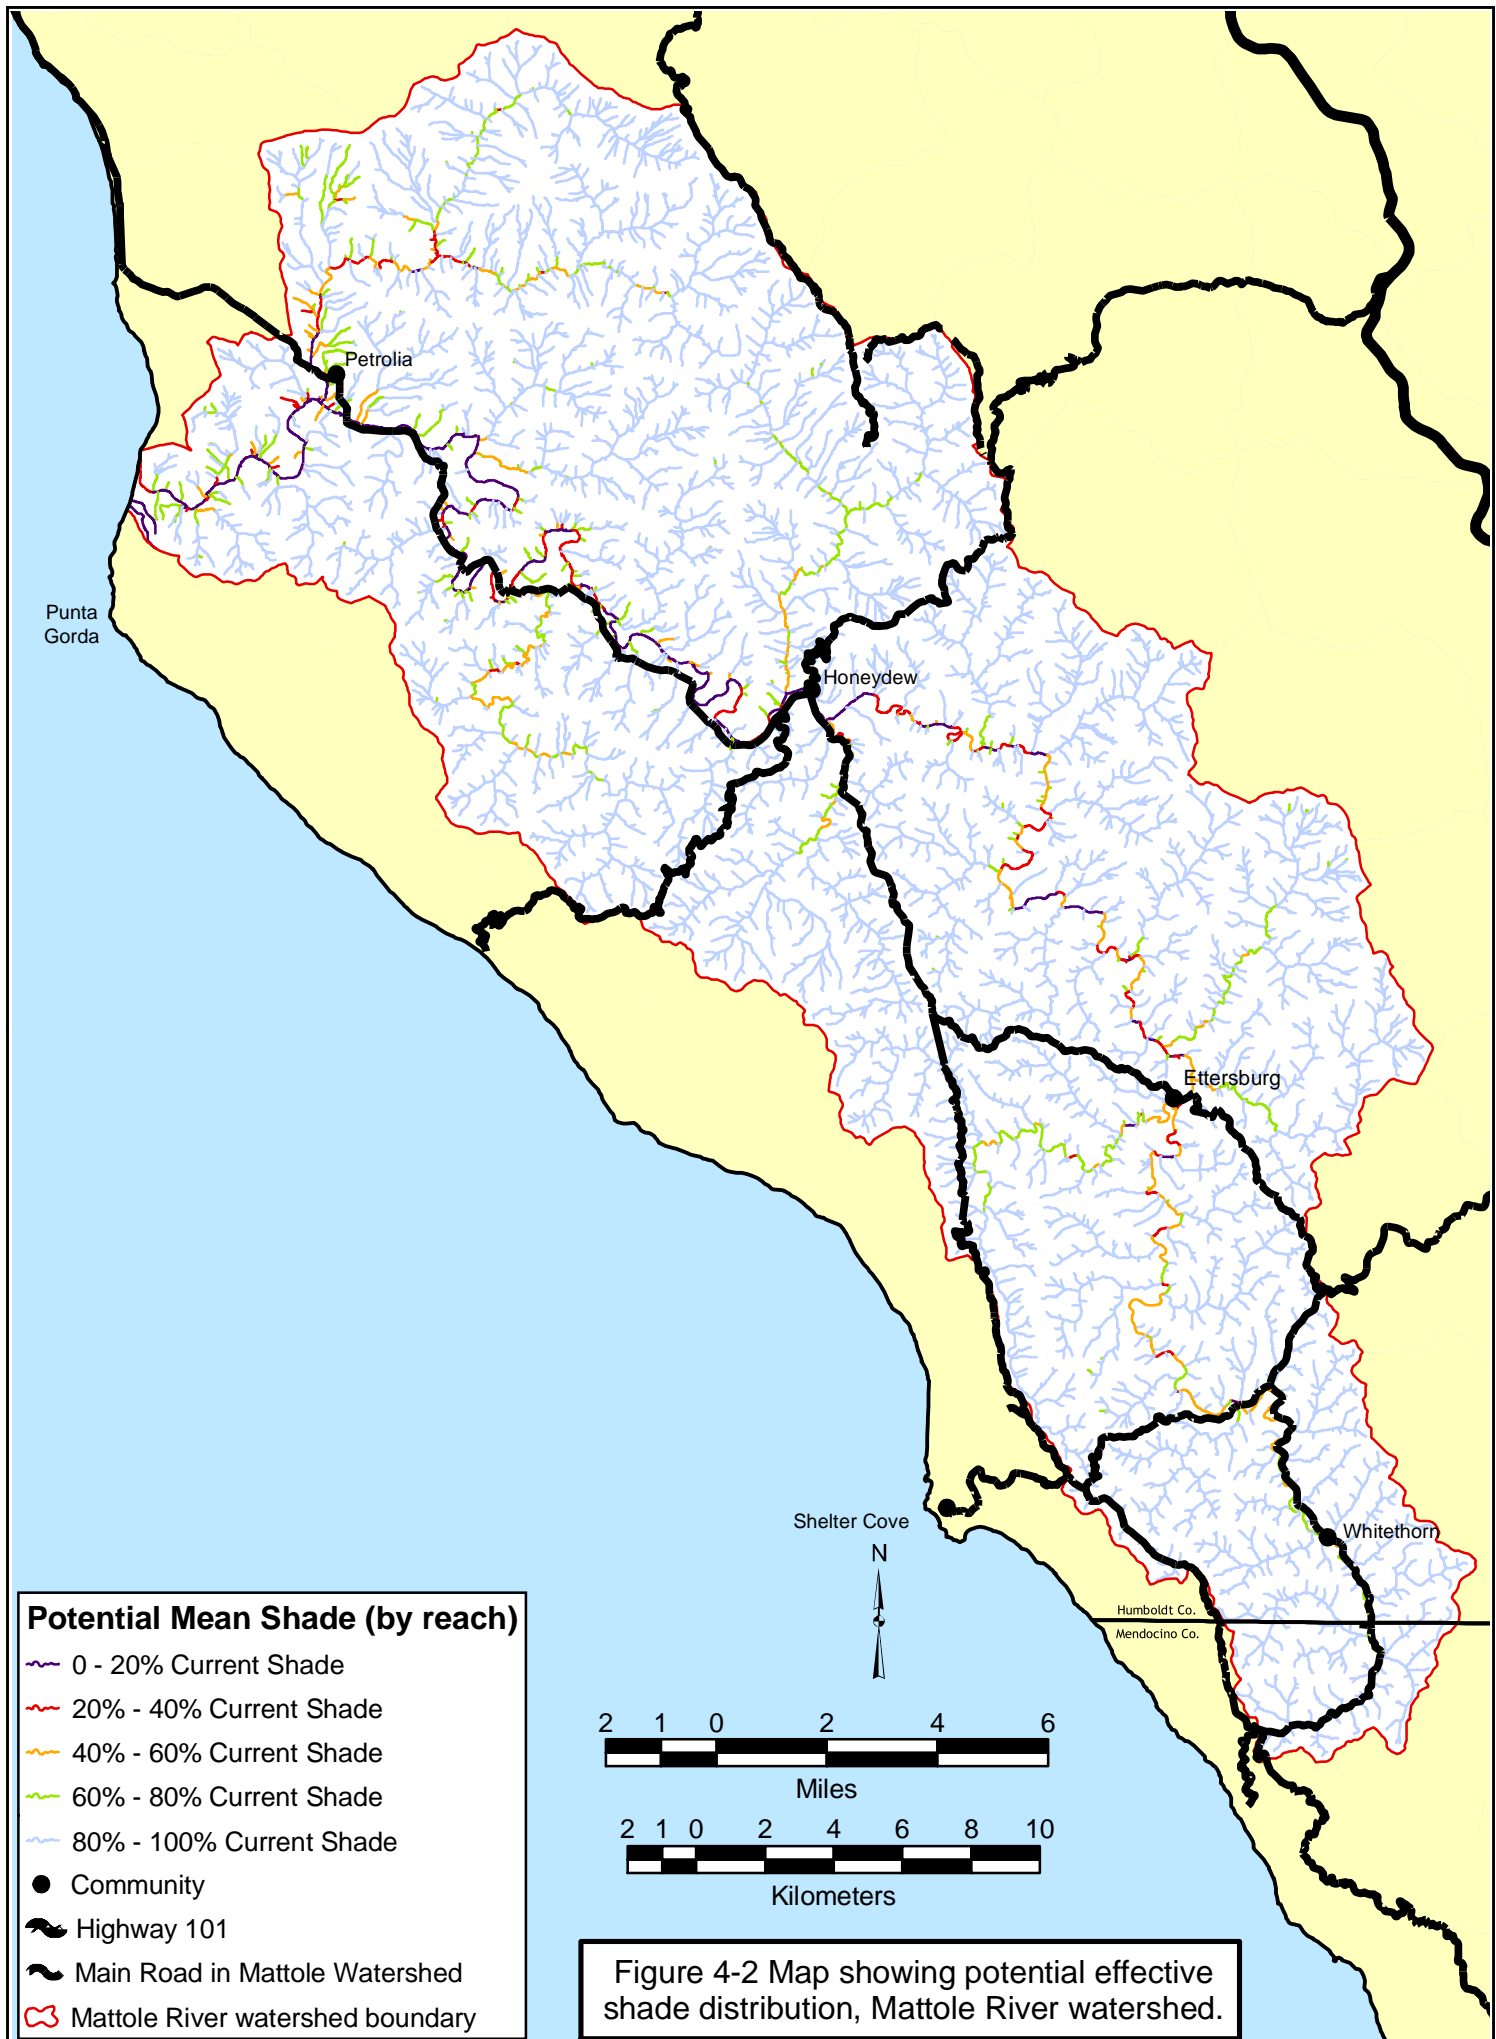 Petrolia
Punta
Gorda
Honeydew
Ettersburg
Shelter Cove
N
Whitethorn
Humboldt Co.
Mendocino Co.
Potential Mean Shade (by reach)
0 - 20% Current Shade
20% - 40% Current Shade
40% - 60% Current Shade
60% - 80% Current Shade
80% - 100% Current Shade
Community
Highway 101
Main Road in Mattole Watershed
Mattole River watershed boundary
2 1 0 2 4 6
Miles
2 1 0 2 4 6 8 10
Kilometers
Figure 4-2 Map showing potential effective
shade distribution, Mattole River watershed.